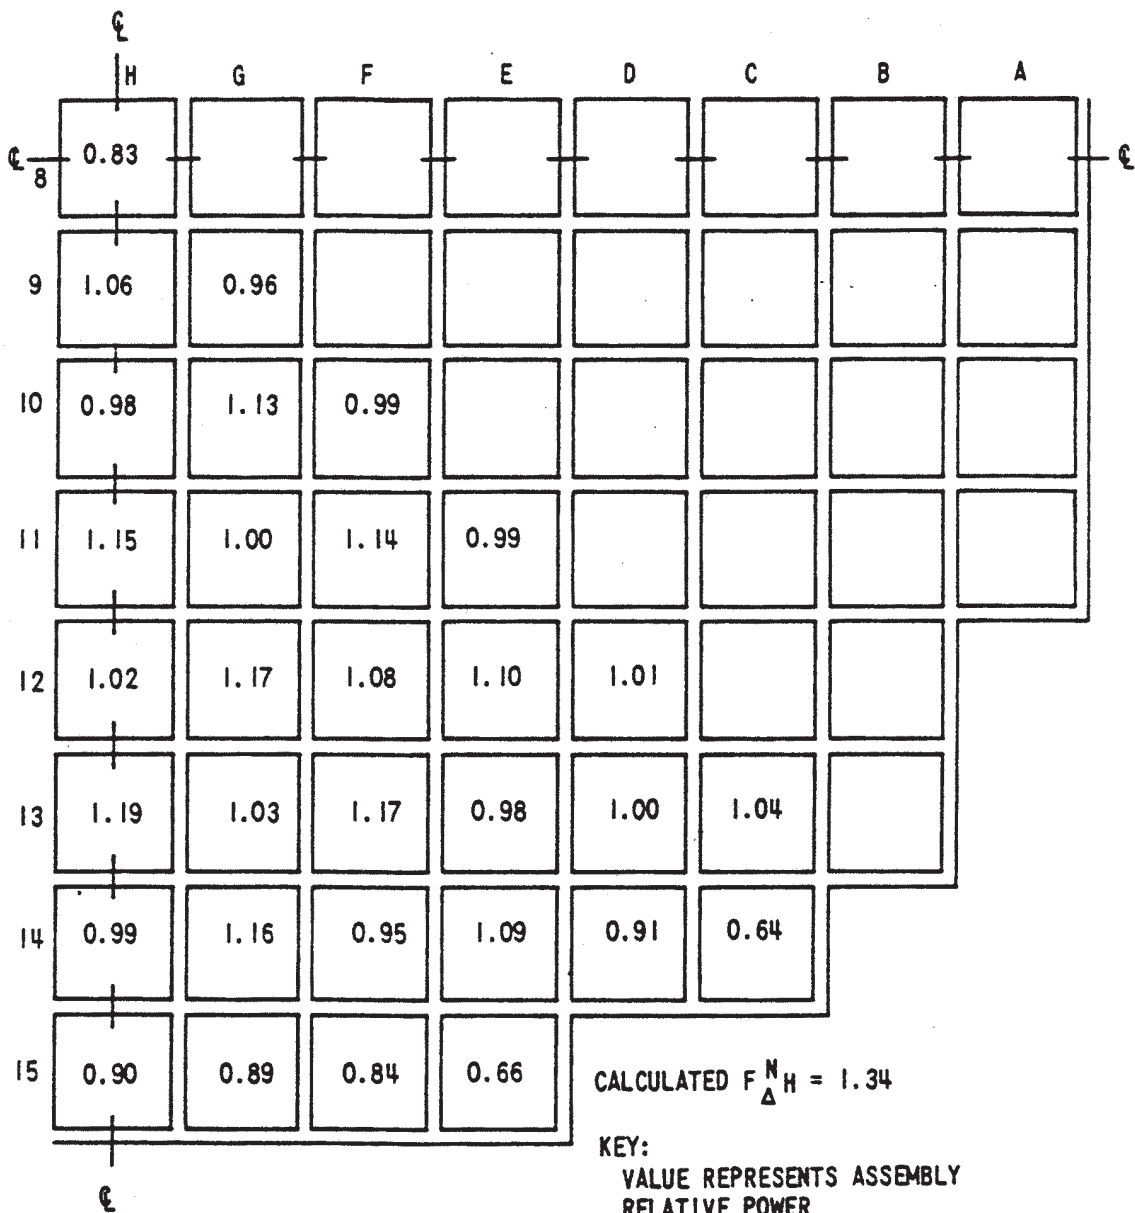 ℄
H G F E D C B A
℄ 8 0.83 ℄
9 1.06 0.96
10 0.98 1.13 0.99
11 1.15 1.00 1.14 0.99
12 1.02 1.17 1.08 1.10 1.01
13 1.19 1.03 1.17 0.98 1.00 1.04
14 0.99 1.16 0.95 1.09 0.91 0.64
15 0.90 0.89 0.84 0.66
CALCULATED F N Δ H = 1.34
KEY:
VALUE REPRESENTS ASSEMBLY
RELATIVE POWER
℄